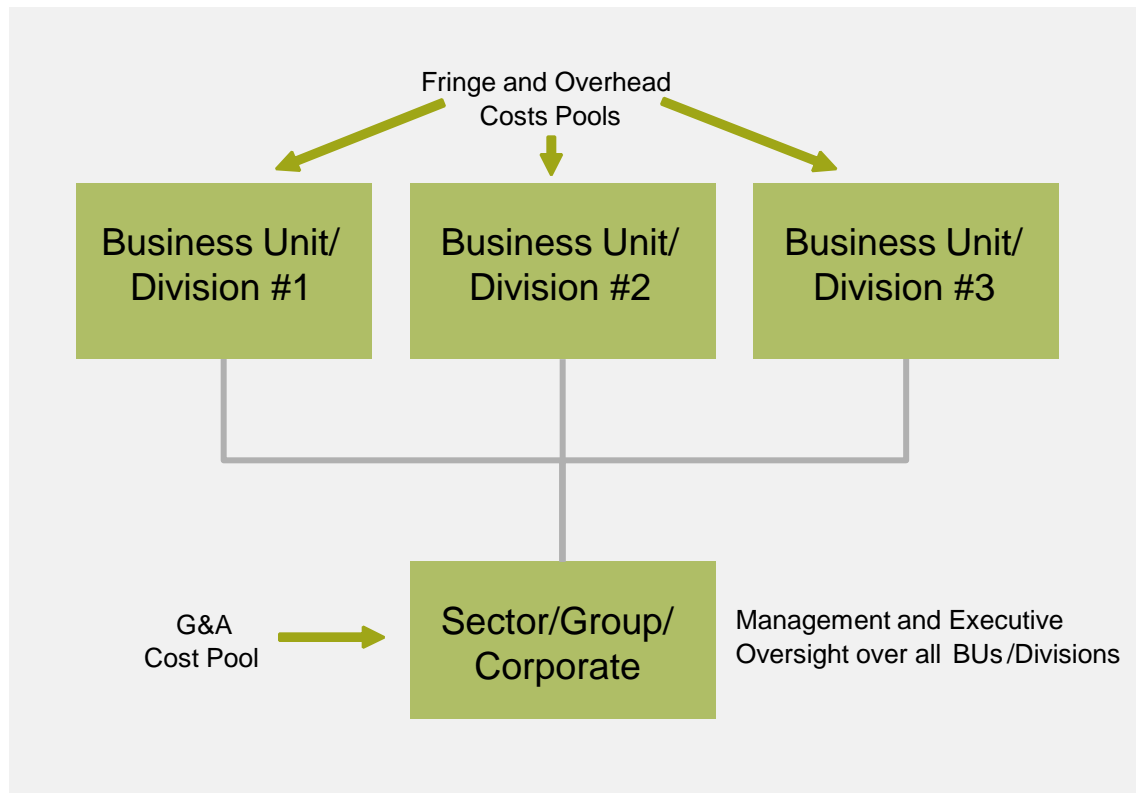 Fringe and Overhead
Costs Pools
Business Unit/
Division #1
Business Unit/
Division #2
Business Unit/
Division #3
G&A
Cost Pool
Sector/Group/
Corporate
Management and Executive
Oversight over all BUs/Divisions